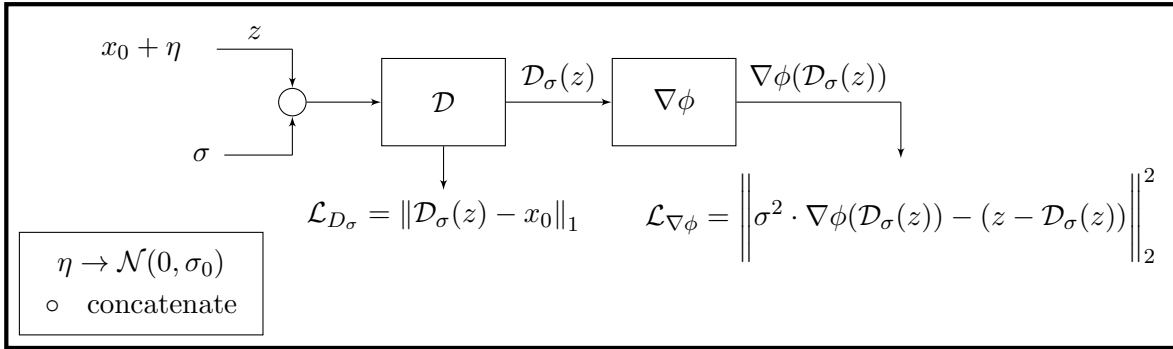 x₀ + η
z
σ
𝒟
𝒟_σ(z)
∇ϕ
∇ϕ(𝒟_σ(z))
ℒ_{D_σ} = ‖𝒟_σ(z) − x₀‖₁
ℒ_{∇ϕ} = ‖σ² · ∇ϕ(𝒟_σ(z)) − (z − 𝒟_σ(z))‖₂²
η → 𝒩(0, σ₀)
○ concatenate